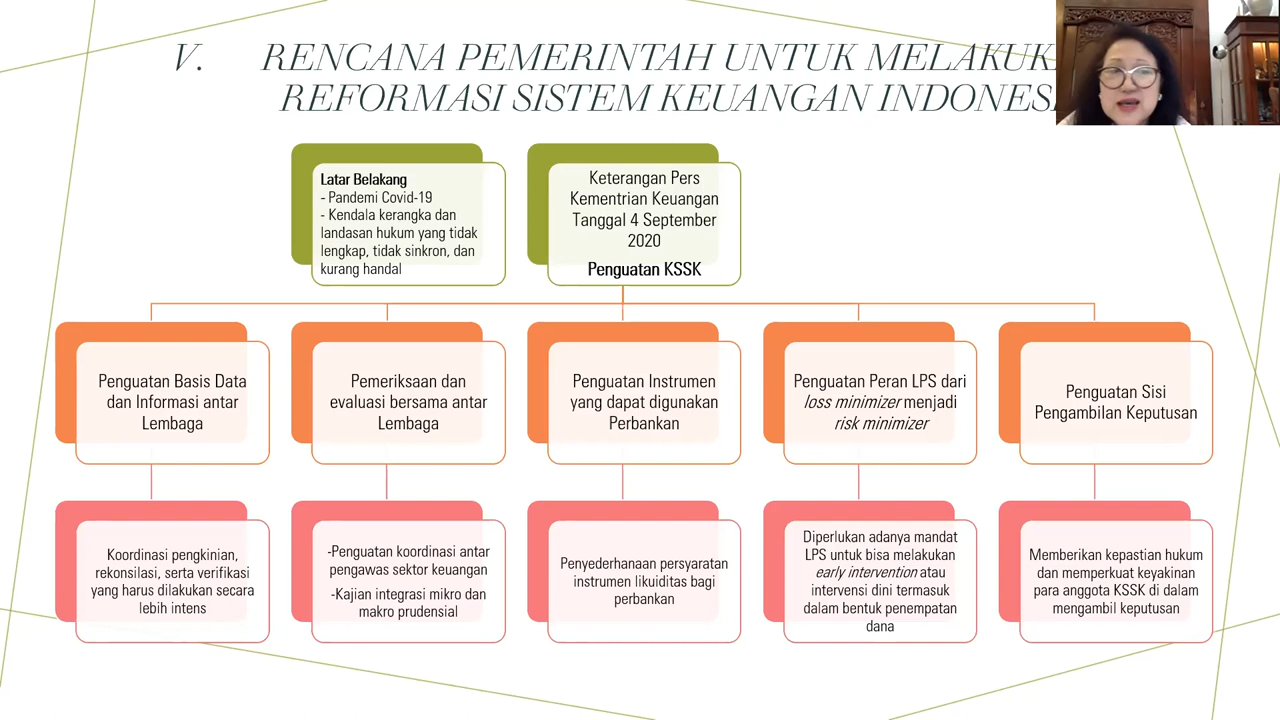 V. RENCANA PEMERINTAH UNTUK
REFORMASI SISTEM KEUANGAN
Latar Belakang
- Pandemi Covid-19
- Kendala kerangka dan
landasan hukum yang tidak
lengkap, tidak sinkron, dan
kurang handal
Keterangan Pers
Kementrian Keuangan
Tanggal 4 September
2020
Penguatan KSSK
Penguatan Basis Data
dan Informasi antar
Lembaga
Pemeriksaan dan
evaluasi bersama antar
Lembaga
Penguatan Instrumen
yang dapat digunakan
Perbankan
Penguatan Peran LPS dari
loss minimizer menjadi
risk minimizer
Penguatan Sisi
Pengambilan Keputusan
Koordinasi pengkinian,
rekonsilasi, serta verifikasi
yang harus dilakukan secara
lebih intens
-Penguatan koordinasi antar
pengawas sektor keuangan
-Kajian integrasi mikro dan
makro prudensial
Penyederhanaan persyaratan
instrumen likuiditas bagi
perbankan
Diperlukan adanya mandat
LPS untuk bisa melakukan
early intervention atau
intervensi dini termasuk
dalam bentuk penempatan
dana
Memberikan kepastian hukum
dan memperkuat keyakinan
para anggota KSSK di dalam
mengambil keputusan